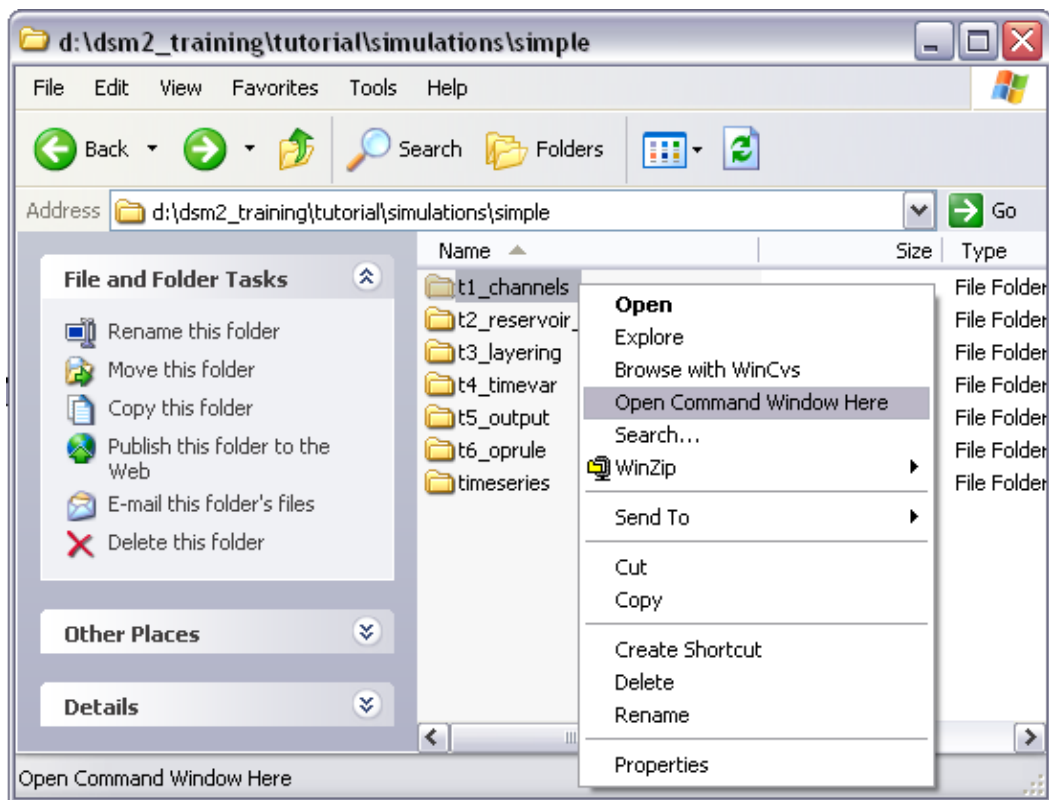 d:\dsm2_training\tutorial\simulations\simple
File Edit View Favorites Tools Help
Back Search Folders
Address d:\dsm2_training\tutorial\simulations\simple Go
Name Size Type
File and Folder Tasks
Rename this folder
Move this folder
Copy this folder
Publish this folder to the
Web
E-mail this folder's files
Delete this folder
Other Places
Details
t1_channels File Folder
t2_reservoir_ File Folder
t3_layering File Folder
t4_timevar File Folder
t5_output File Folder
t6_oprule File Folder
timeseries File Folder
Open
Explore
Browse with WinCvs
Open Command Window Here
Search...
WinZip
Send To
Cut
Copy
Create Shortcut
Delete
Rename
Properties
Open Command Window Here